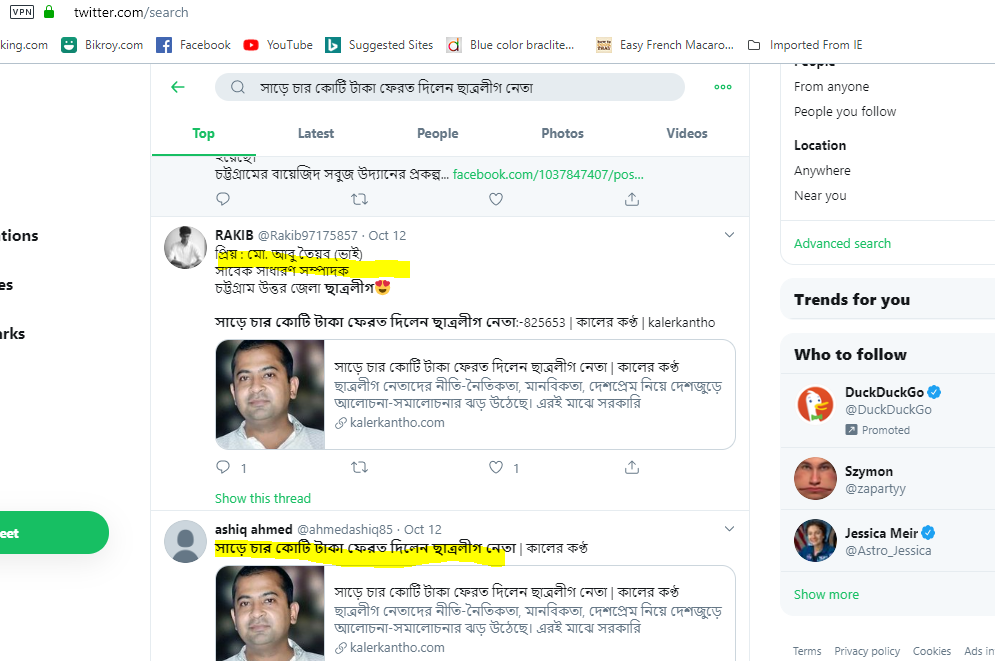 VPN twitter.com/search
king.com Bikroy.com Facebook YouTube Suggested Sites Blue color braclite... Easy French Macaro... Imported From IE
সাড়ে চার কোটি টাকা ফেরত দিলেন ছাত্রলীগ নেতা
Top Latest People Photos Videos
হয়েছে।
চট্টগ্রামের বায়েজিদ সবুজ উদ্যানের প্রকল্প... facebook.com/1037847407/pos...
RAKIB @Rakib97175857 · Oct 12
প্রিয় : মো. আবু তৈয়ব (ভাই)
সাবেক সাধারণ সম্পাদক
চট্টগ্রাম উত্তর জেলা ছাত্রলীগ😍
সাড়ে চার কোটি টাকা ফেরত দিলেন ছাত্রলীগ নেতা:-825653 | কালের কণ্ঠ | kalerkantho
সাড়ে চার কোটি টাকা ফেরত দিলেন ছাত্রলীগ নেতা | কালের কণ্ঠ
ছাত্রলীগ নেতাদের নীতি-নৈতিকতা, মানবিকতা, দেশপ্রেম নিয়ে দেশজুড়ে
আলোচনা-সমালোচনার ঝড় উঠেছে। এরই মাঝে সরকারি
kalerkantho.com
1 1
Show this thread
ashiq ahmed @ahmedashiq85 · Oct 12
সাড়ে চার কোটি টাকা ফেরত দিলেন ছাত্রলীগ নেতা | কালের কণ্ঠ
সাড়ে চার কোটি টাকা ফেরত দিলেন ছাত্রলীগ নেতা | কালের কণ্ঠ
ছাত্রলীগ নেতাদের নীতি-নৈতিকতা, মানবিকতা, দেশপ্রেম নিয়ে দেশজুড়ে
আলোচনা-সমালোচনার ঝড় উঠেছে। এরই মাঝে সরকারি
kalerkantho.com
tions
es
rks
eet
People
From anyone
People you follow
Location
Anywhere
Near you
Advanced search
Trends for you
Who to follow
DuckDuckGo
@DuckDuckGo
Promoted
Szymon
@zapartyy
Jessica Meir
@Astro_Jessica
Show more
Terms Privacy policy Cookies Ads in